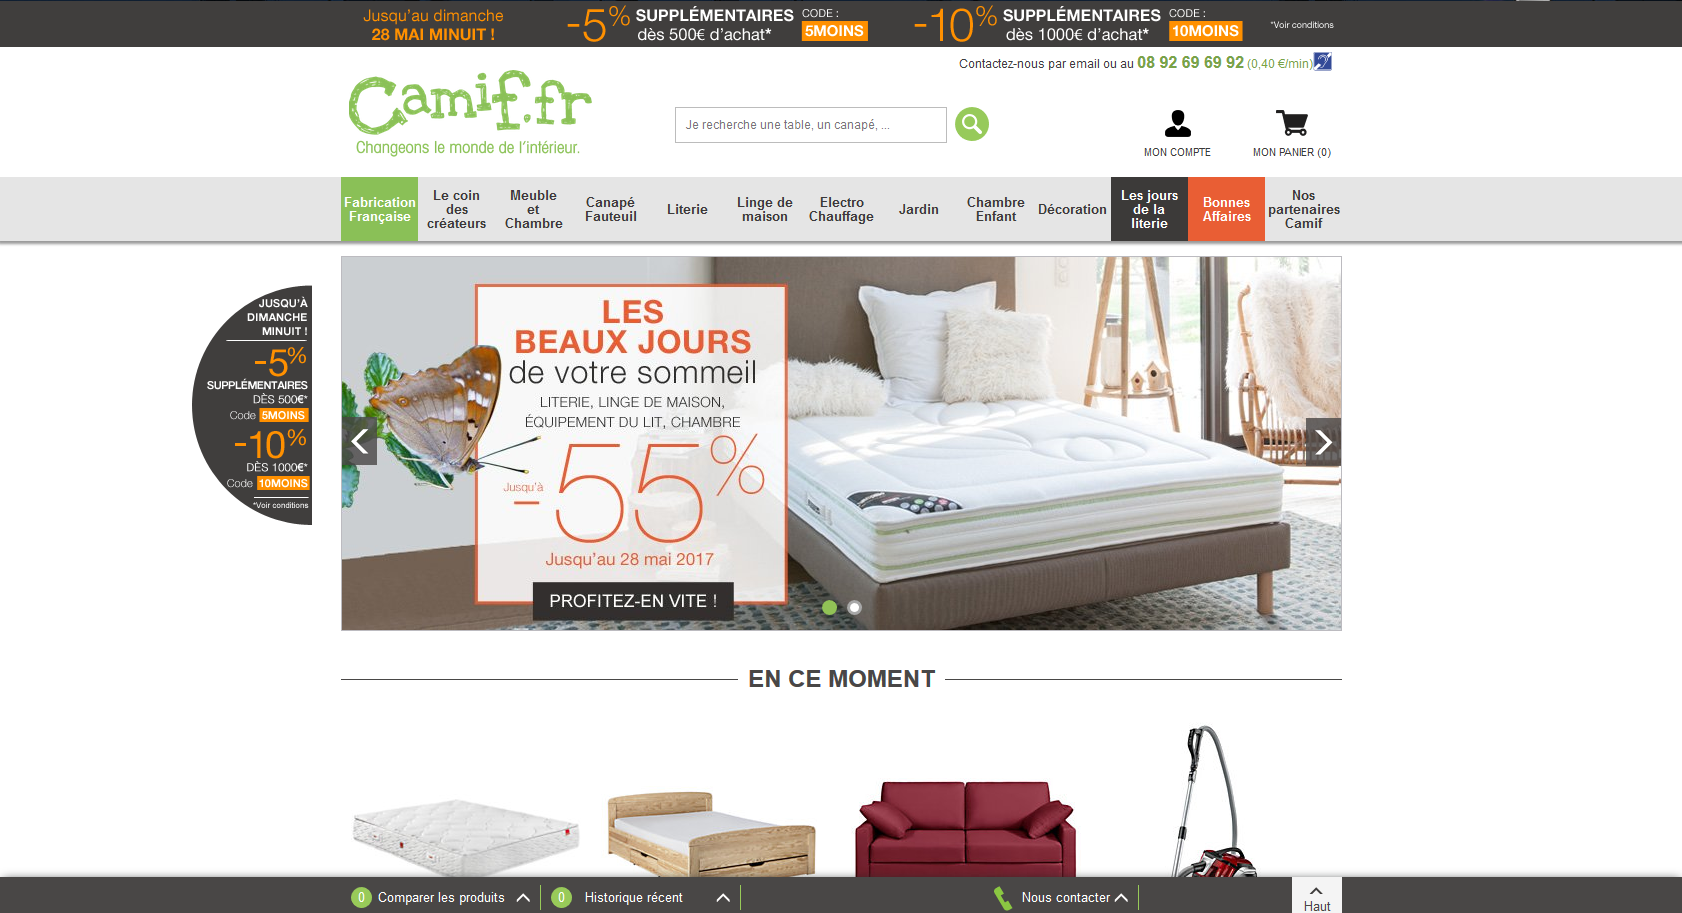 Jusqu'au dimanche
28 MAI MINUIT !
-5% SUPPLÉMENTAIRES
dès 500€ d'achat*
CODE :
5MOINS
-10% SUPPLÉMENTAIRES
dès 1000€ d'achat*
CODE :
10MOINS
*Voir conditions
Contactez-nous par email ou au 08 92 69 69 92 (0,40 €/min)
Camif.fr
Changeons le monde de l'intérieur.
Je recherche une table, un canapé, ...
MON COMPTE
MON PANIER (0)
Fabrication
Française
Le coin
des
créateurs
Meuble
et
Chambre
Canapé
Fauteuil
Literie
Linge de
maison
Electro
Chauffage
Jardin
Chambre
Enfant
Décoration
Les jours
de la
literie
Bonnes
Affaires
Nos
partenaires
Camif
JUSQU'À
DIMANCHE
MINUIT !
-5%
SUPPLÉMENTAIRES
DÈS 500€*
Code 5MOINS
-10%
DÈS 1000€*
Code 10MOINS
*Voir conditions
LES
BEAUX JOURS
de votre sommeil
LITERIE, LINGE DE MAISON,
ÉQUIPEMENT DU LIT, CHAMBRE
Jusqu'à
-55%
Jusqu'au 28 mai 2017
PROFITEZ-EN VITE !
EN CE MOMENT
0 Comparer les produits
0 Historique récent
Nous contacter
Haut